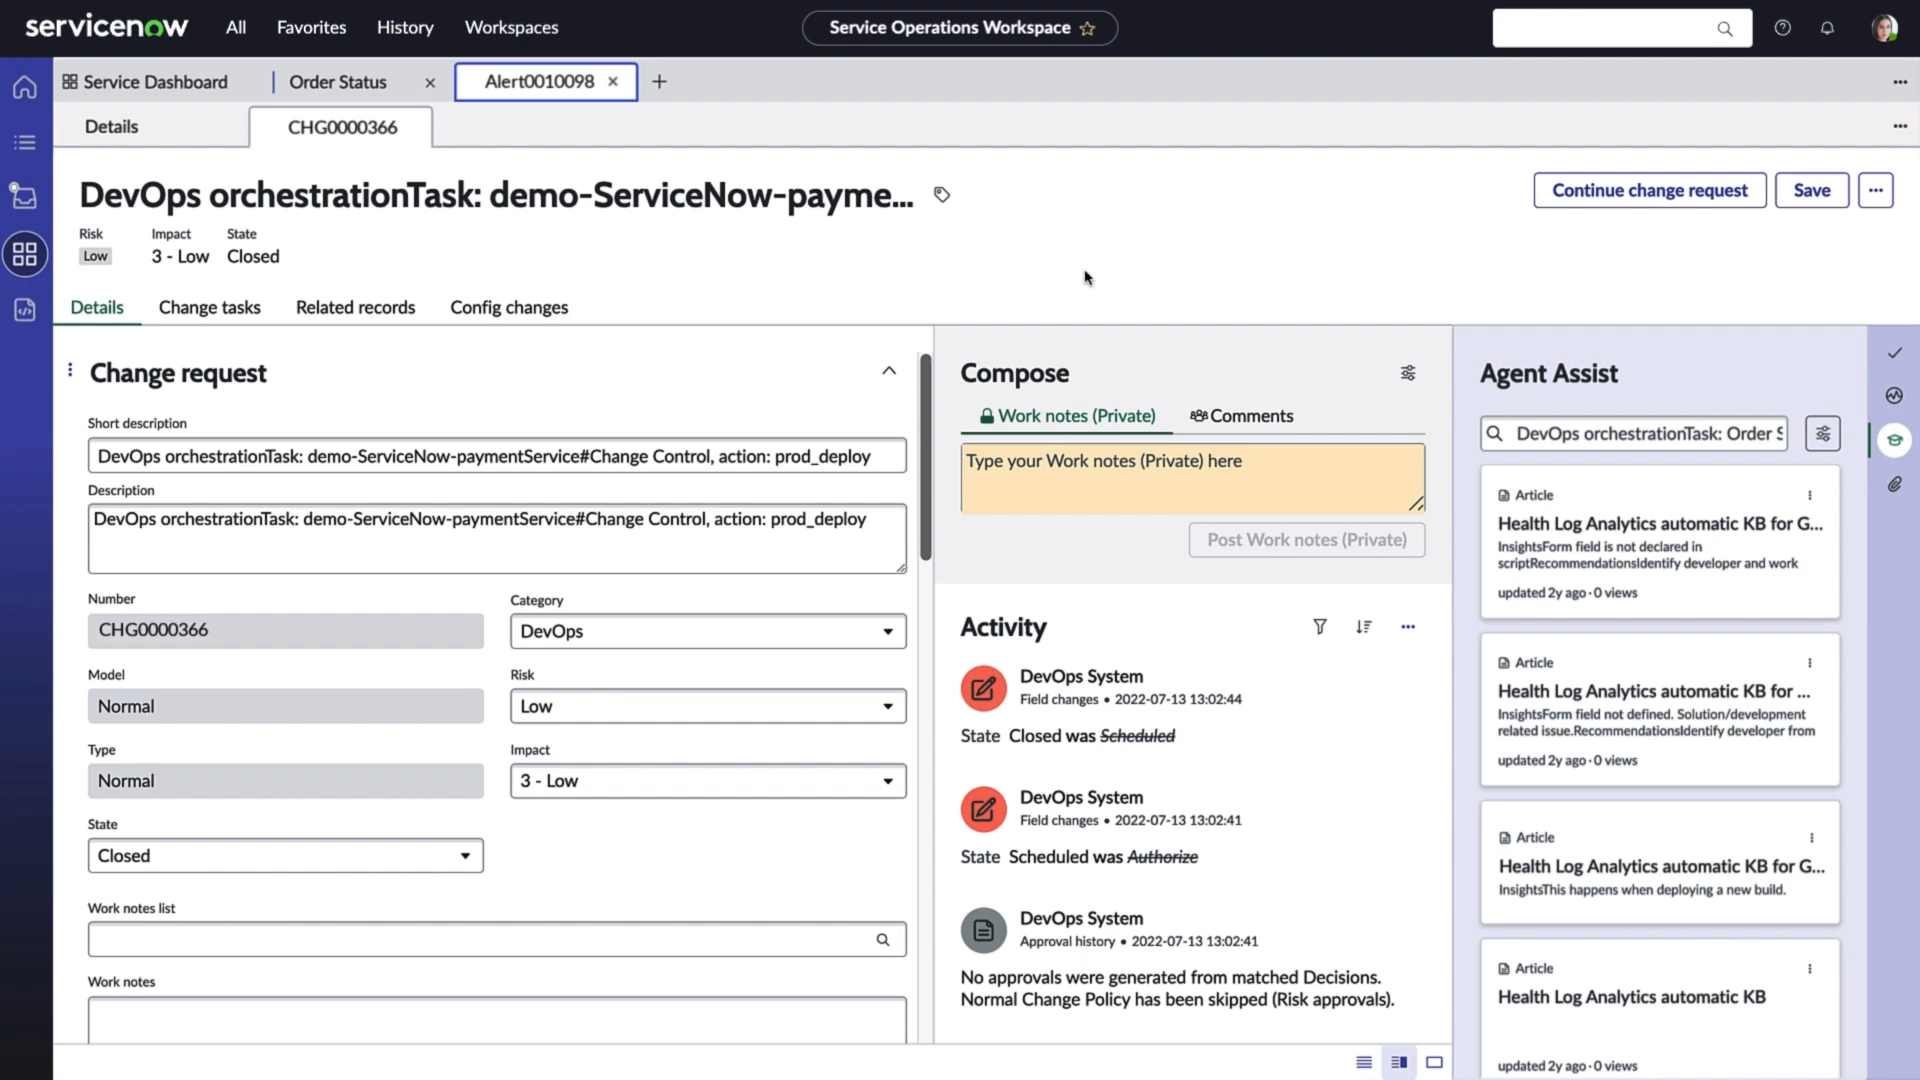 servicenow
All
Favorites
History
Workspaces
Service Operations Workspace
Service Dashboard
Order Status
Alert0010098
Details
CHG0000366
DevOps orchestrationTask: demo-ServiceNow-payme...
Continue change request
Save
Risk
Impact
State
Low
3 - Low
Closed
Details
Change tasks
Related records
Config changes
Change request
Short description
DevOps orchestrationTask: demo-ServiceNow-paymentService#Change Control, action: prod_deploy
Description
DevOps orchestrationTask: demo-ServiceNow-paymentService#Change Control, action: prod_deploy
Number
CHG0000366
Category
DevOps
Model
Normal
Risk
Low
Type
Normal
Impact
3 - Low
State
Closed
Work notes list
Work notes
Compose
Work notes (Private)
Comments
Type your Work notes (Private) here
Post Work notes (Private)
Activity
DevOps System
Field changes • 2022-07-13 13:02:44
State Closed was Scheduled
DevOps System
Field changes • 2022-07-13 13:02:41
State Scheduled was Authorize
DevOps System
Approval history • 2022-07-13 13:02:41
No approvals were generated from matched Decisions.
Normal Change Policy has been skipped (Risk approvals).
Agent Assist
DevOps orchestrationTask: Order S
Article
Health Log Analytics automatic KB for G...
InsightsForm field is not declared in
scriptRecommendationsIdentify developer and work
updated 2y ago · 0 views
Article
Health Log Analytics automatic KB for ...
InsightsForm field not defined. Solution/development
related issue.RecommendationsIdentify developer from
updated 2y ago · 0 views
Article
Health Log Analytics automatic KB for G...
InsightsThis happens when deploying a new build.
Article
Health Log Analytics automatic KB
updated 2y ago · 0 views